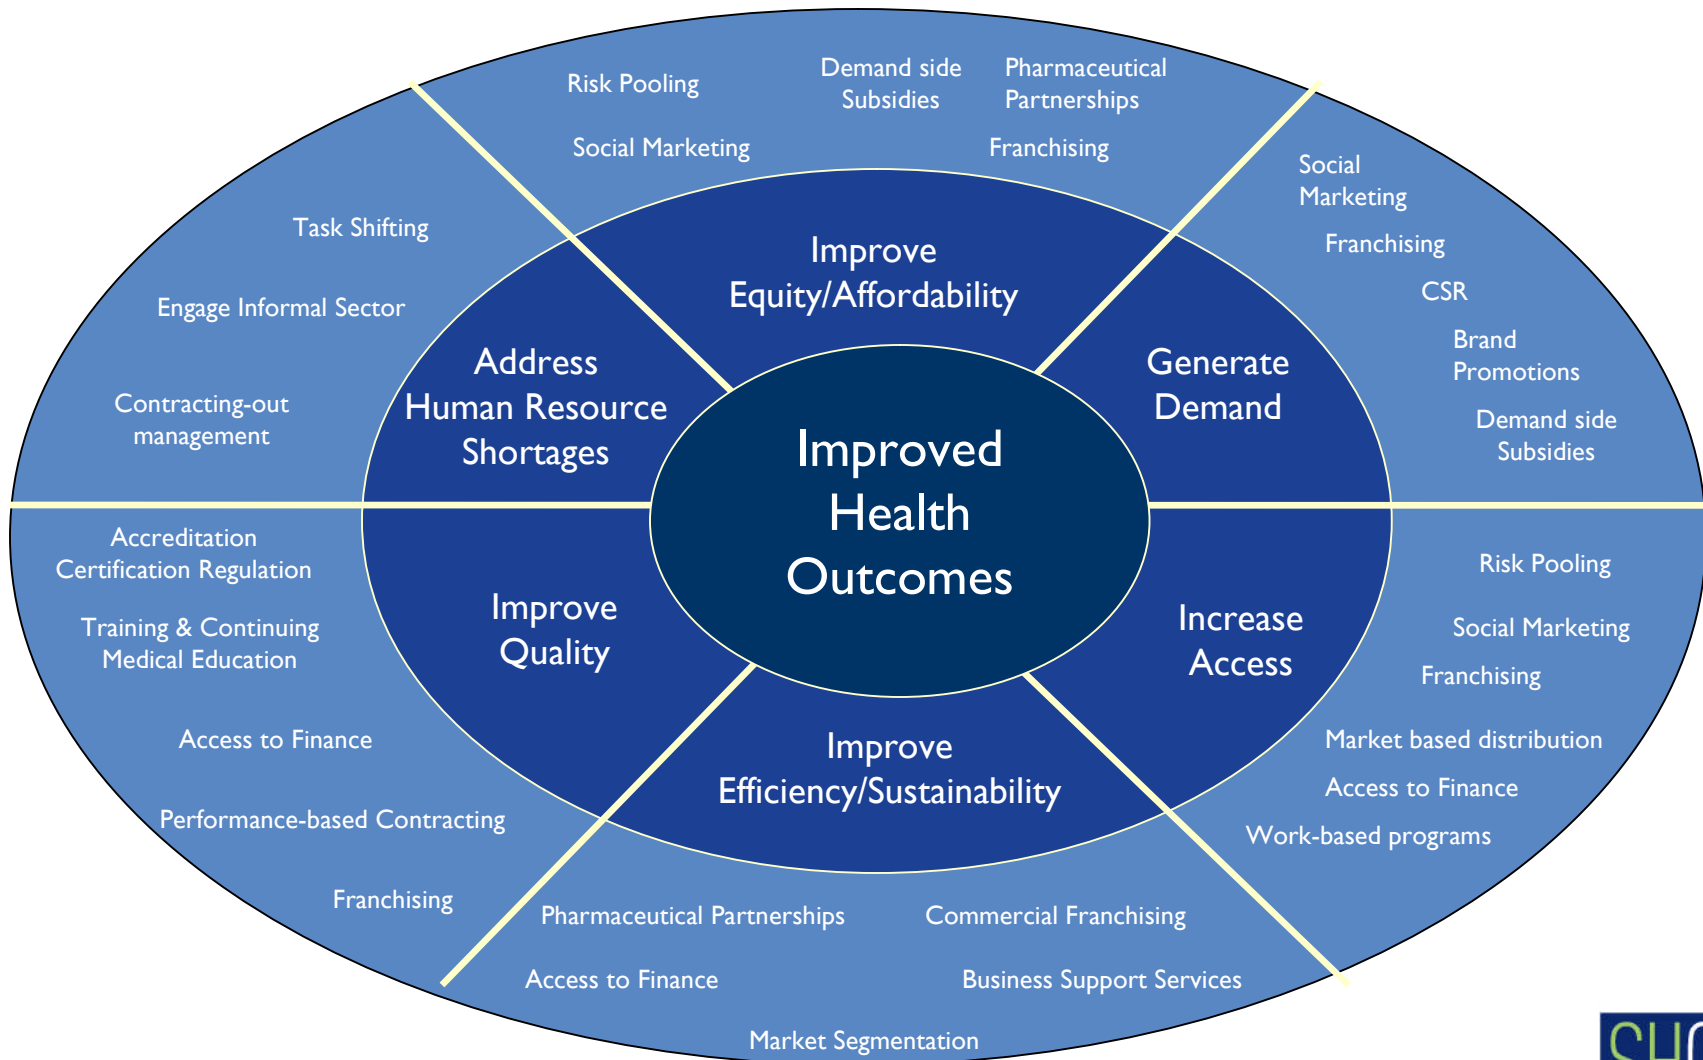 Risk Pooling
Demand side
Subsidies
Pharmaceutical
Partnerships
Social Marketing
Franchising
Improve
Equity/Affordability
Social
Marketing
Franchising
CSR
Brand
Promotions
Demand side
Subsidies
Generate
Demand
Risk Pooling
Social Marketing
Franchising
Market based distribution
Access to Finance
Work-based programs
Increase
Access
Improve
Efficiency/Sustainability
Pharmaceutical Partnerships
Commercial Franchising
Access to Finance
Business Support Services
Market Segmentation
Improve
Quality
Accreditation
Certification Regulation
Training & Continuing
Medical Education
Access to Finance
Performance-based Contracting
Franchising
Address
Human Resource
Shortages
Task Shifting
Engage Informal Sector
Contracting-out
management
Improved
Health
Outcomes